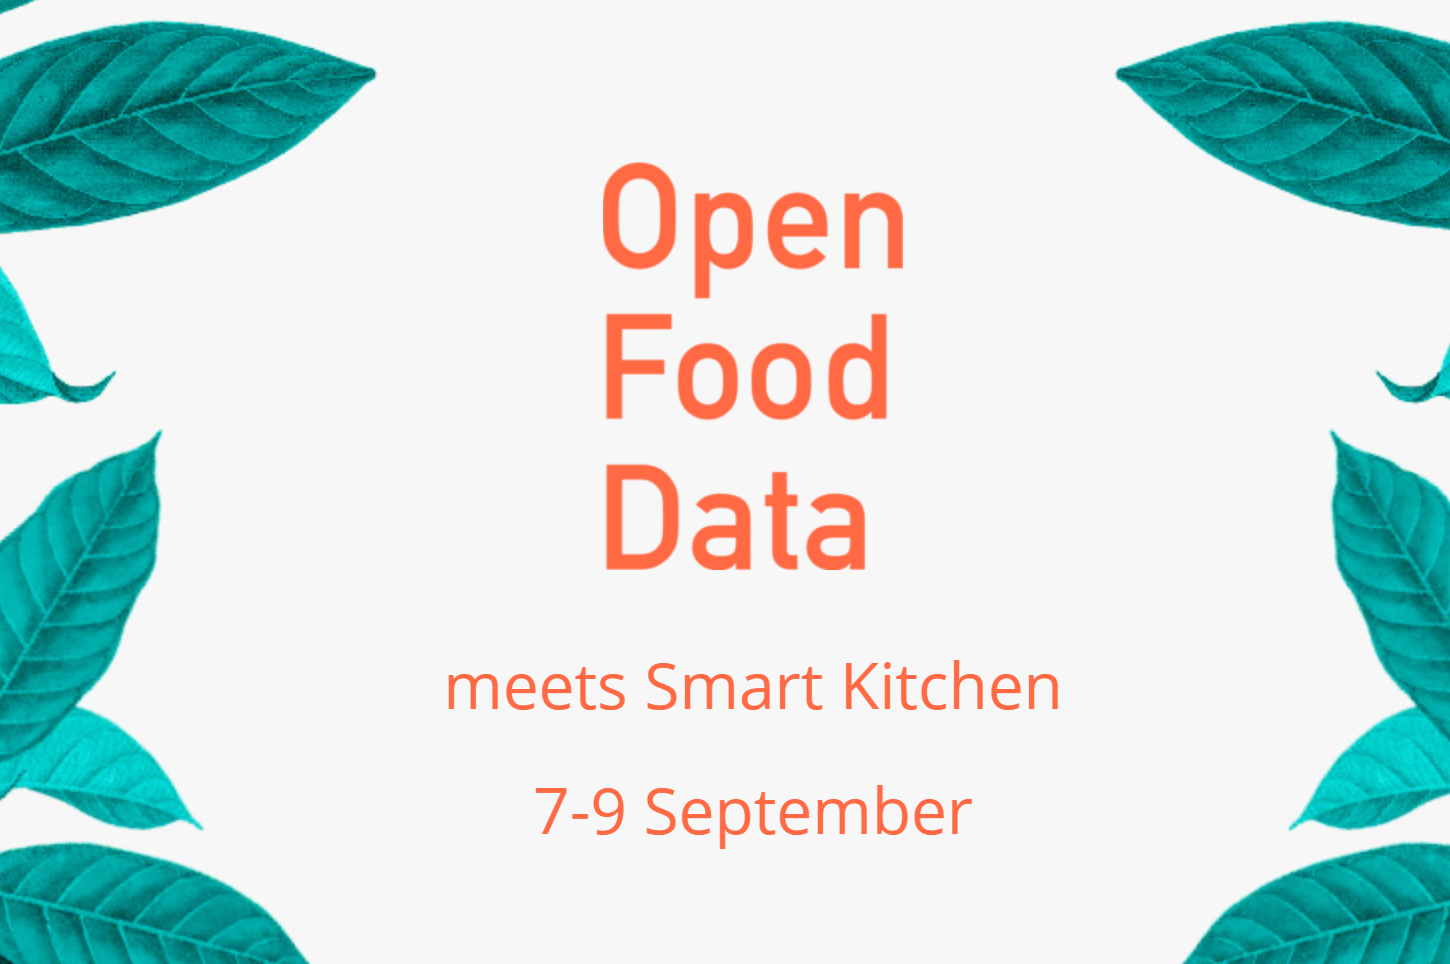 Open
Food
Data
meets Smart Kitchen
7-9 September